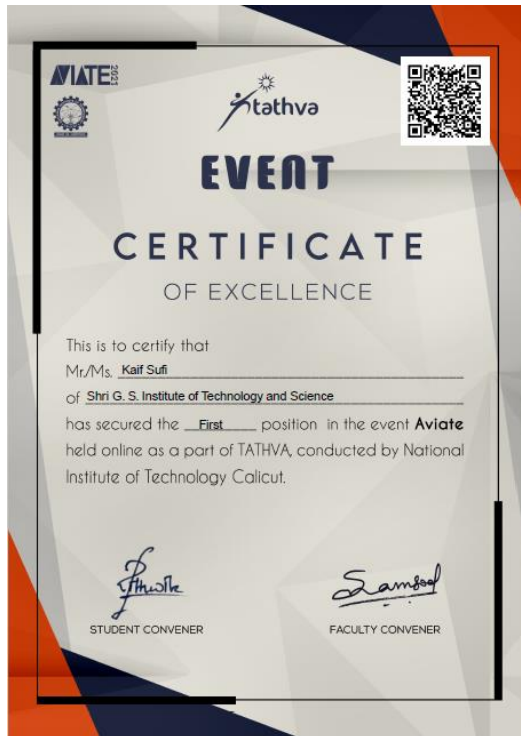 AVIATE 2021
tathva
EVENT
CERTIFICATE
OF EXCELLENCE
This is to certify that
Mr/Ms. Kaif Sufi
of Shri G. S. Institute of Technology and Science
has secured the First position in the event Aviate
held online as a part of TATHVA, conducted by National
Institute of Technology Calicut.
STUDENT CONVENER
FACULTY CONVENER